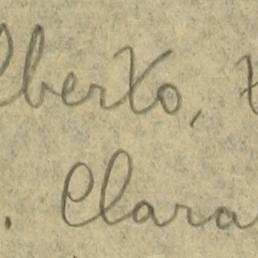 lberto,
. Clara